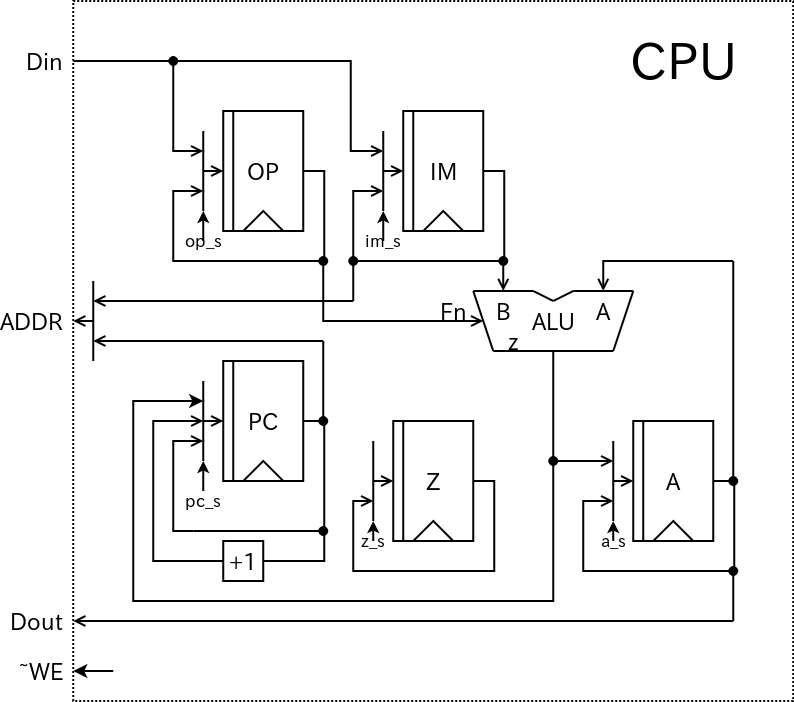 CPU
Din
OP
IM
op_s
im_s
ADDR
Fn
B
ALU
A
z
PC
pc_s
Z
z_s
A
a_s
+1
Dout
~WE